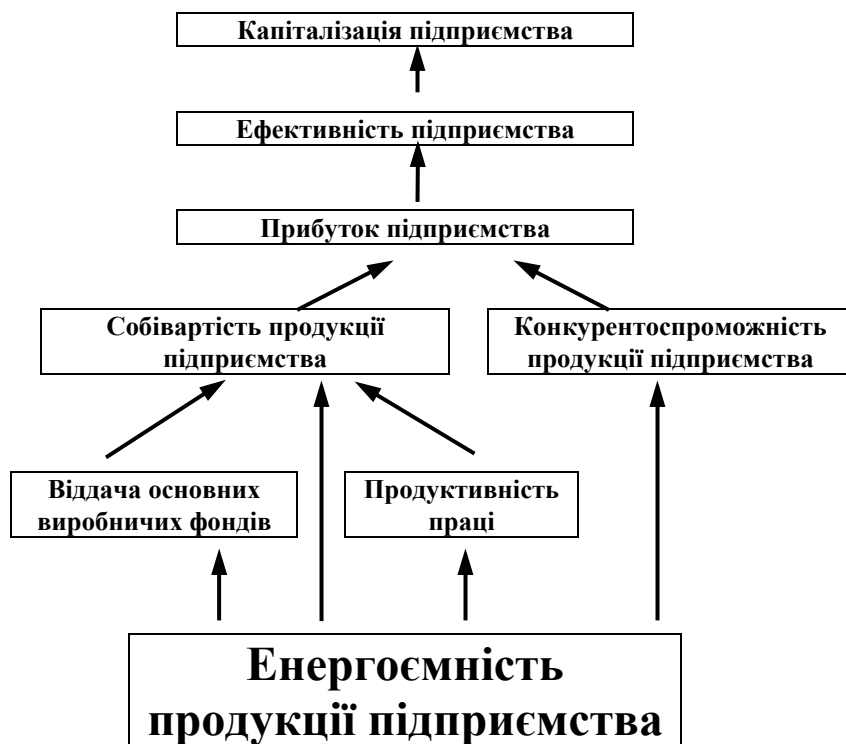 Капіталізація підприємства
Ефективність підприємства
Прибуток підприємства
Собівартість продукції
підприємства
Конкурентоспроможність
продукції підприємства
Віддача основних
виробничих фондів
Продуктивність
праці
Енергоємність
продукції підприємства